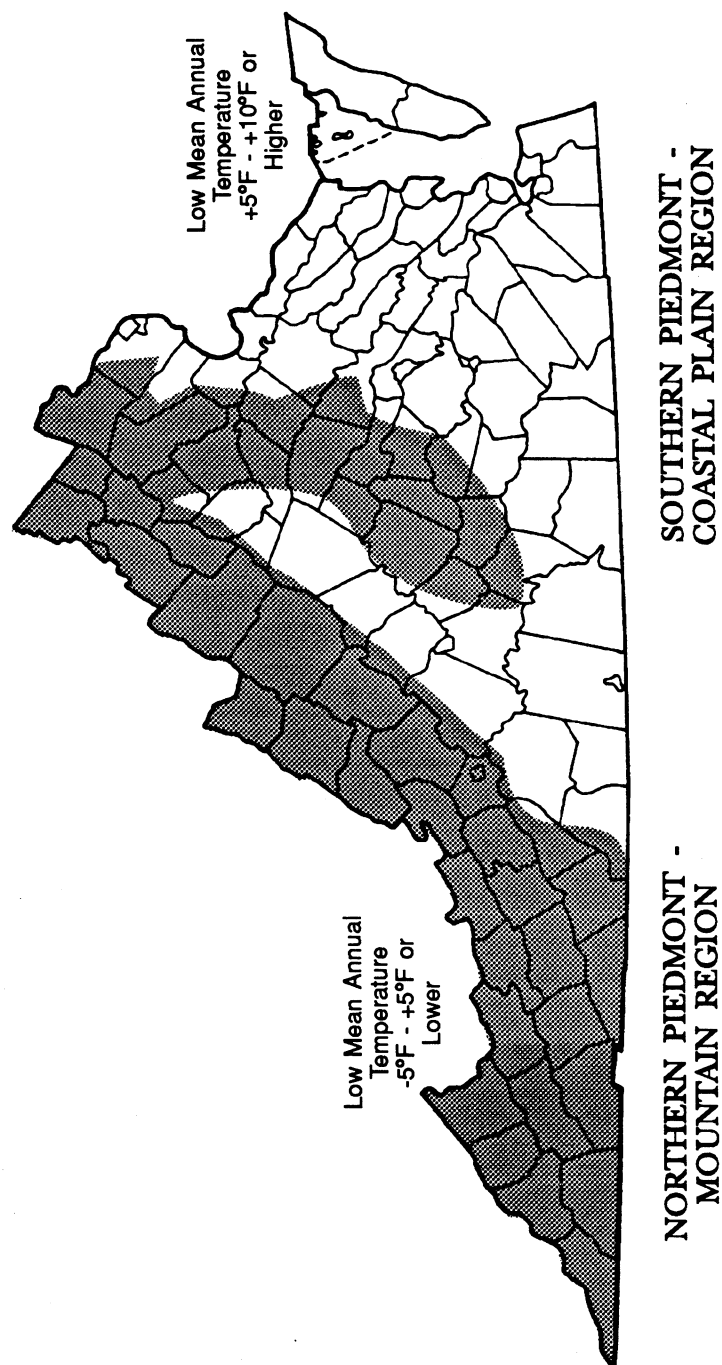 Low Mean Annual
Temperature
+5°F - +10°F or
Higher
Low Mean Annual
Temperature
-5°F - +5°F or
Lower
NORTHERN PIEDMONT -
MOUNTAIN REGION
SOUTHERN PIEDMONT -
COASTAL PLAIN REGION